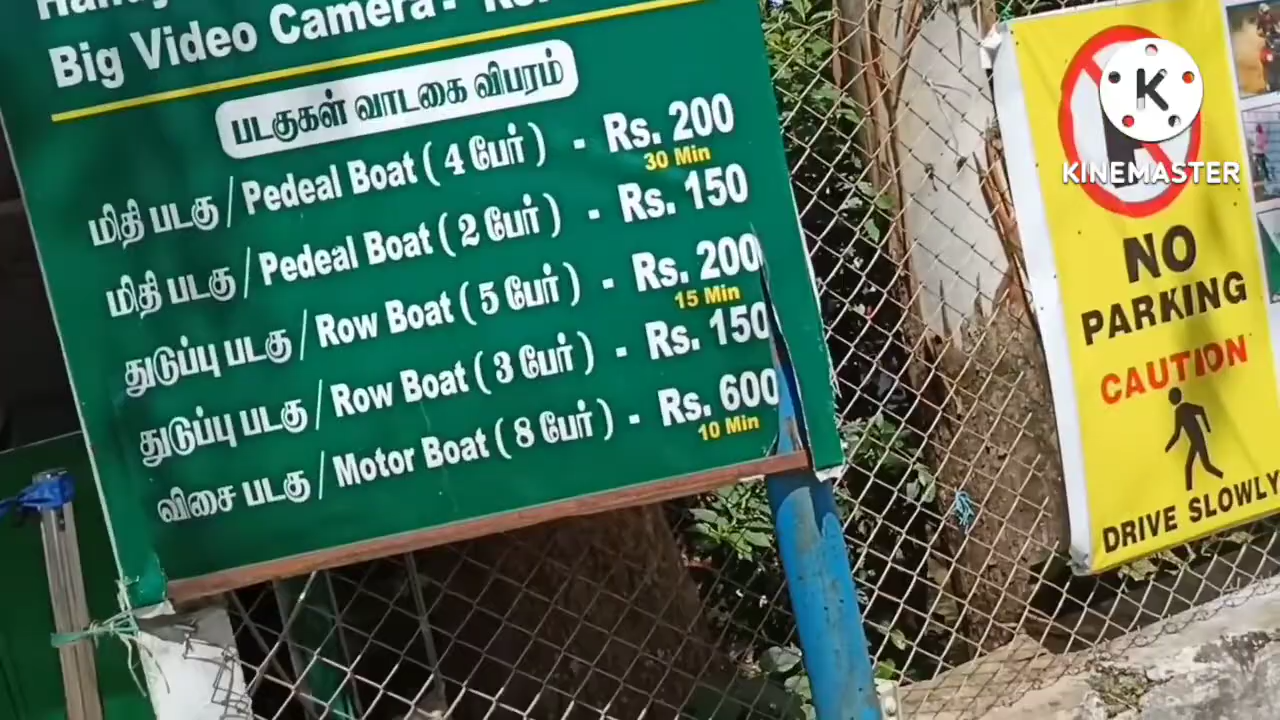 Big Video Camera -
படகுகள் வாடகை விபரம்
மிதி படகு / Pedeal Boat ( 4 பேர் ) - Rs. 200
30 Min
மிதி படகு / Pedeal Boat ( 2 பேர் ) - Rs. 150
துடுப்பு படகு / Row Boat ( 5 பேர் ) - Rs. 200
15 Min
துடுப்பு படகு / Row Boat ( 3 பேர் ) - Rs. 150
விசை படகு / Motor Boat ( 8 பேர் ) - Rs. 600
10 Min
K
KINEMASTER
NO
PARKING
CAUTION
DRIVE SLOWLY